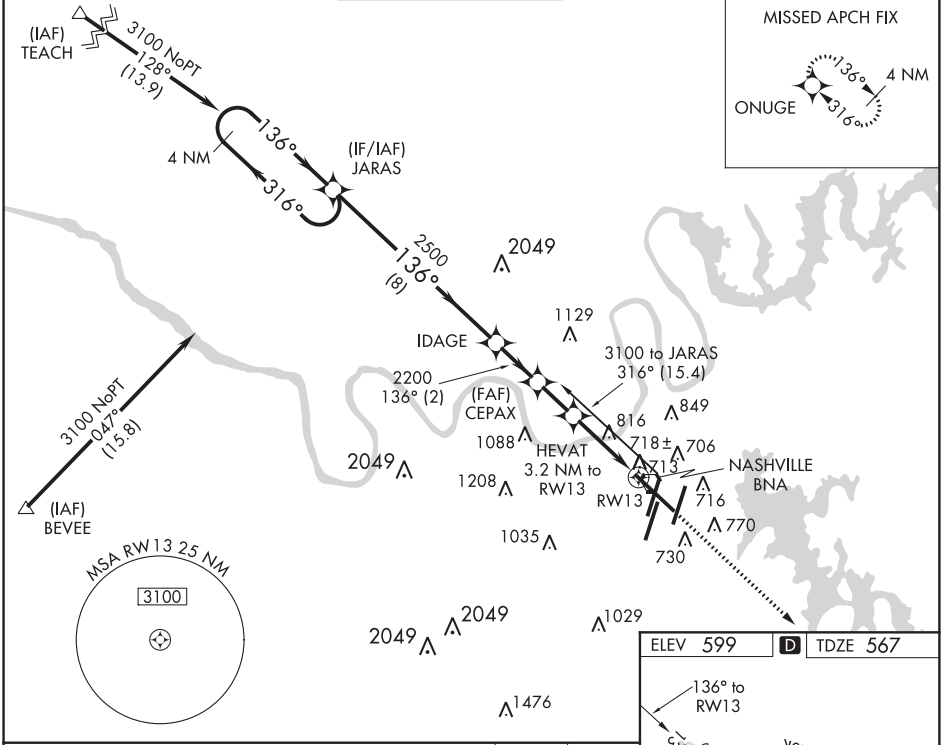 (IAF)
TEACH
3100 NoPT
128°
(13.9)
4 NM
136°
316°
(IF/IAF)
JARAS
MISSED APCH FIX
ONUGE
136°
316°
4 NM
2500
136°
(8)
2049
IDAGE
1129
2200
136° (2)
(FAF)
CEPAX
3100 to JARAS
316° (15.4)
3100 NoPT
047°
(15.8)
(IAF)
BEVEE
849
816
1088
HEVAT
3.2 NM to
RW13
718±
706
713
NASHVILLE
BNA
2049
1208
RW13
716
770
1035
730
MSA RW13 25 NM
3100
2049
2049
1029
1476
ELEV 599
D
TDZE 567
136° to
RW13